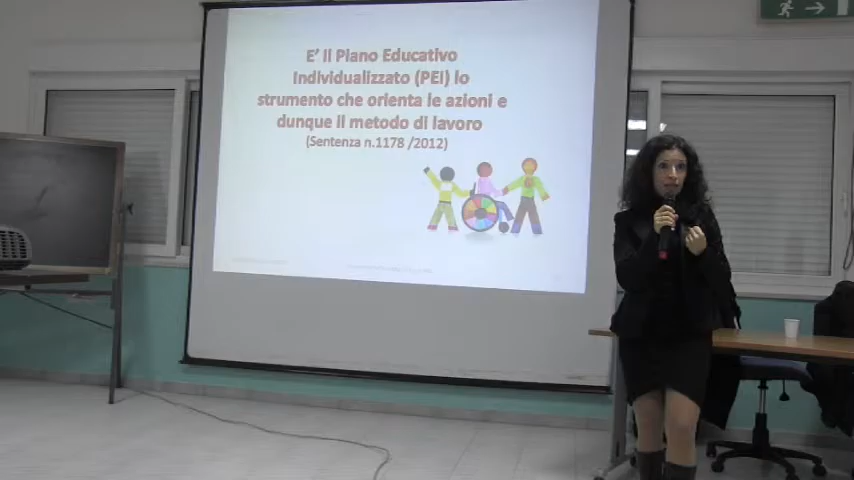 E' il Piano Educativo
Individualizzato (PEI) lo
strumento che orienta le azioni e
dunque il metodo di lavoro
(Sentenza n.1178 /2012)